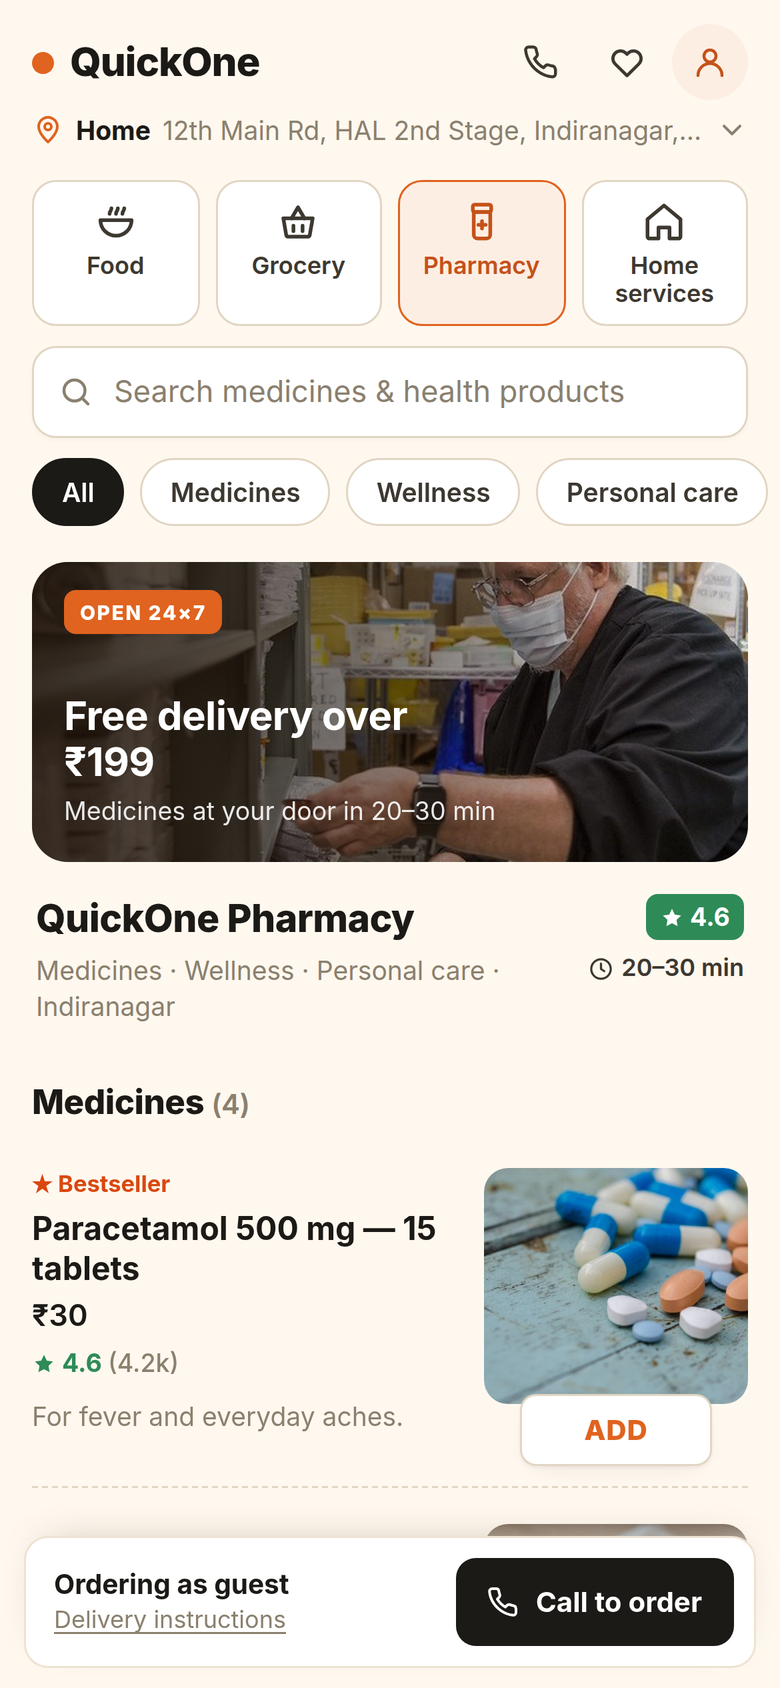 QuickOne
Home 12th Main Rd, HAL 2nd Stage, Indiranagar,...
Food
Grocery
Pharmacy
Home
services
Search medicines & health products
All
Medicines
Wellness
Personal care
OPEN 24×7
Free delivery over
₹199
Medicines at your door in 20–30 min
QuickOne Pharmacy
★ 4.6
Medicines · Wellness · Personal care ·
Indiranagar
20–30 min
Medicines (4)
★ Bestseller
Paracetamol 500 mg — 15
tablets
₹30
★ 4.6 (4.2k)
For fever and everyday aches.
ADD
Ordering as guest
Delivery instructions
Call to order